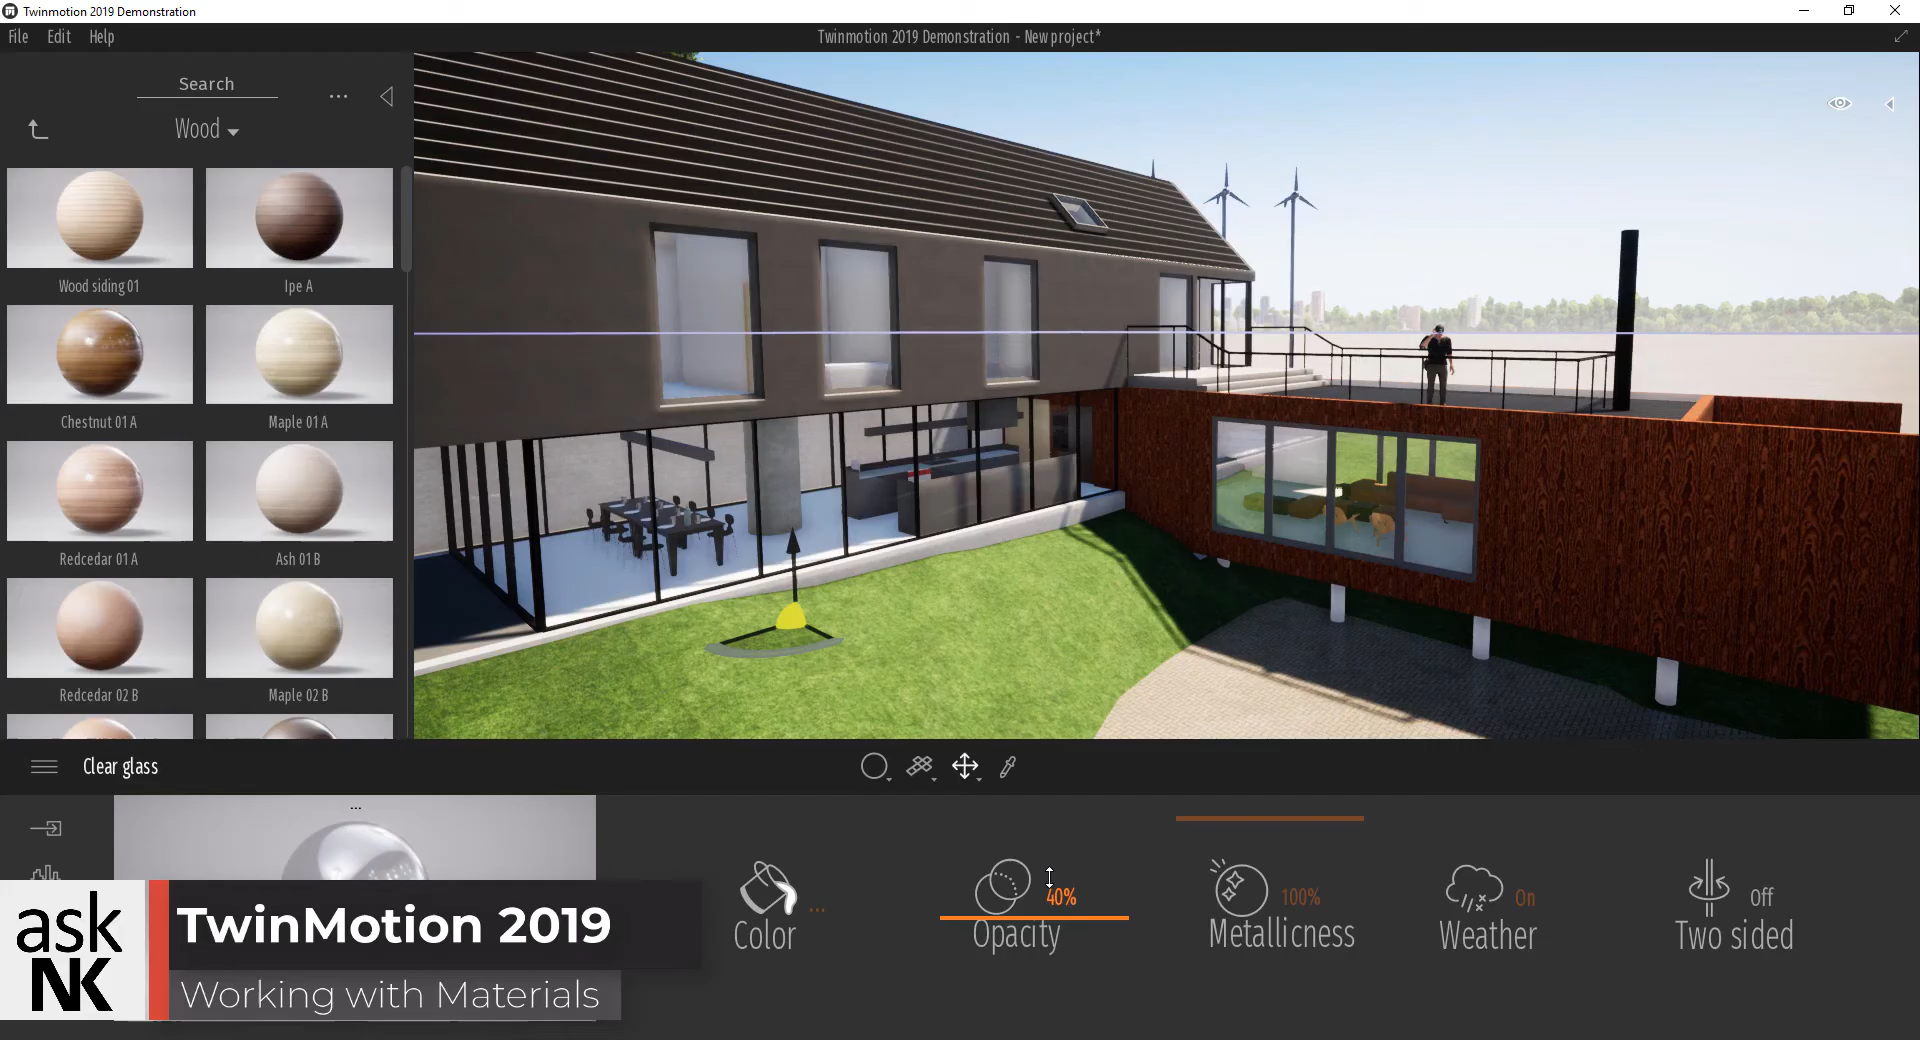 Twinmotion 2019 Demonstration
File Edit Help
Twinmotion 2019 Demonstration - New project*
Search
...
Wood
Wood siding 01
Ipe A
Chestnut 01 A
Maple 01 A
Redcedar 01 A
Ash 01 B
Redcedar 02 B
Maple 02 B
Clear glass
...
...
Color
40%
Opacity
100%
Metallicness
On
Weather
Off
Two sided
ask
NK
TwinMotion 2019
Working with Materials